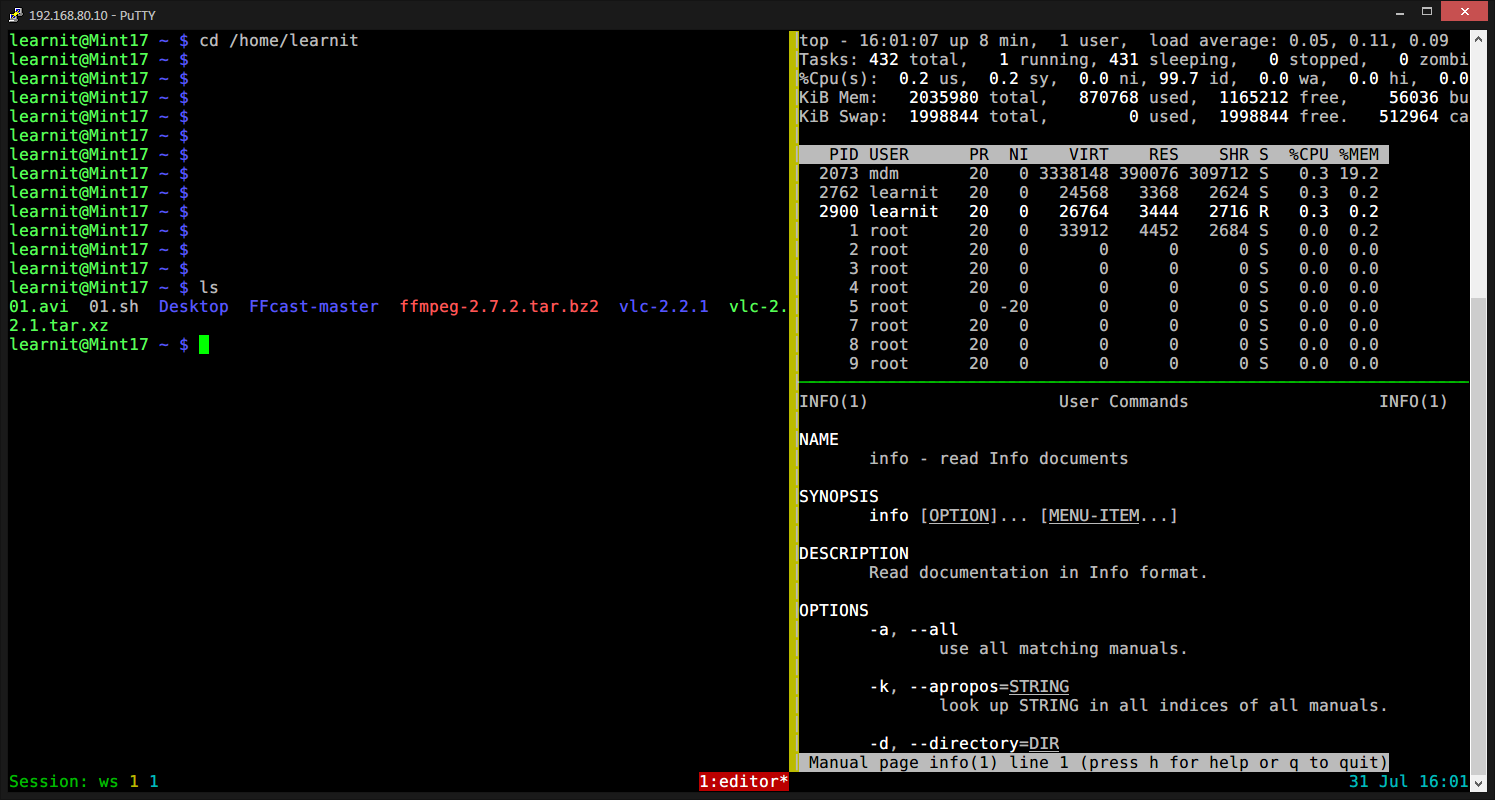 192.168.80.10 - PuTTY
learnit@Mint17 ~ $ cd /home/learnit
learnit@Mint17 ~ $
learnit@Mint17 ~ $
learnit@Mint17 ~ $
learnit@Mint17 ~ $
learnit@Mint17 ~ $
learnit@Mint17 ~ $
learnit@Mint17 ~ $
learnit@Mint17 ~ $
learnit@Mint17 ~ $
learnit@Mint17 ~ $
learnit@Mint17 ~ $
learnit@Mint17 ~ $
learnit@Mint17 ~ $ ls
01.avi  01.sh  Desktop  FFcast-master  ffmpeg-2.7.2.tar.bz2  vlc-2.2.1  vlc-2.
2.1.tar.xz
learnit@Mint17 ~ $
top - 16:01:07 up 8 min,  1 user,  load average: 0.05, 0.11, 0.09
Tasks: 432 total,   1 running, 431 sleeping,   0 stopped,   0 zombi
%Cpu(s):  0.2 us,  0.2 sy,  0.0 ni, 99.7 id,  0.0 wa,  0.0 hi,  0.0
KiB Mem:   2035980 total,   870768 used,  1165212 free,    56036 bu
KiB Swap:  1998844 total,        0 used,  1998844 free.   512964 ca
PID USER      PR  NI    VIRT    RES    SHR S  %CPU %MEM
2073 mdm       20   0 3338148 390076 309712 S   0.3 19.2
2762 learnit   20   0   24568   3368   2624 S   0.3  0.2
2900 learnit   20   0   26764   3444   2716 R   0.3  0.2
1 root      20   0   33912   4452   2684 S   0.0  0.2
2 root      20   0       0      0      0 S   0.0  0.0
3 root      20   0       0      0      0 S   0.0  0.0
4 root      20   0       0      0      0 S   0.0  0.0
5 root       0 -20       0      0      0 S   0.0  0.0
7 root      20   0       0      0      0 S   0.0  0.0
8 root      20   0       0      0      0 S   0.0  0.0
9 root      20   0       0      0      0 S   0.0  0.0
INFO(1)                   User Commands                   INFO(1)
NAME
info - read Info documents
SYNOPSIS
info [OPTION]... [MENU-ITEM...]
DESCRIPTION
Read documentation in Info format.
OPTIONS
-a, --all
use all matching manuals.
-k, --apropos=STRING
look up STRING in all indices of all manuals.
-d, --directory=DIR
Manual page info(1) line 1 (press h for help or q to quit)
Session: ws 1 1
1:editor*
31 Jul 16:01